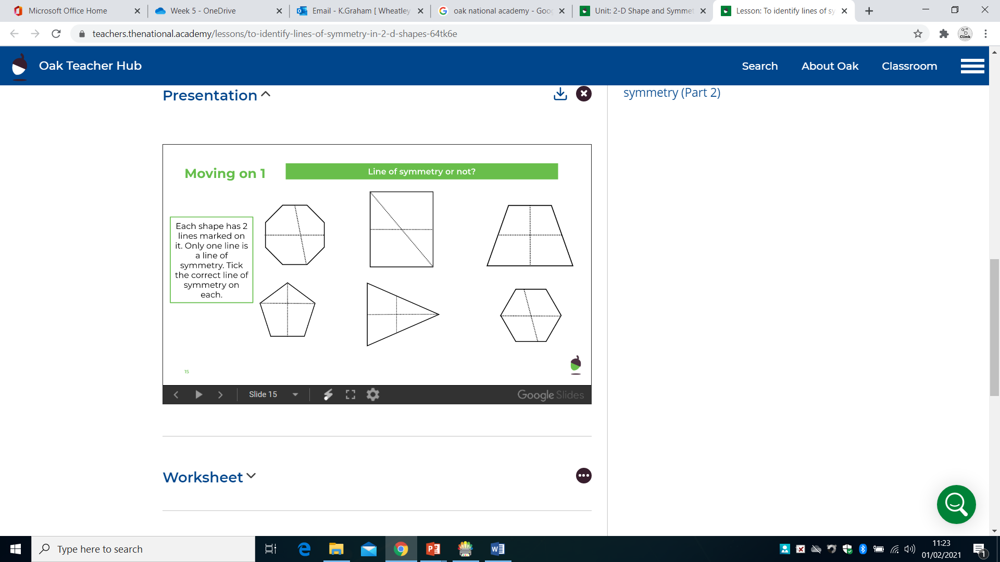 Microsoft Office Home
Week 5 - OneDrive
Email - K.Graham [ Wheatley
oak national academy - Goo
Unit: 2-D Shape and Symmet
Lesson: To identify lines of sy
teachers.thenational.academy/lessons/to-identify-lines-of-symmetry-in-2-d-shapes-64tk6e
Climb
Oak Teacher Hub
Search
About Oak
Classroom
Presentation
symmetry (Part 2)
Moving on 1
Line of symmetry or not?
Each shape has 2
lines marked on
it. Only one line is
a line of
symmetry. Tick
the correct line of
symmetry on
each.
15
Slide 15
Google Slides
Worksheet
Type here to search
11:23
01/02/2021
1